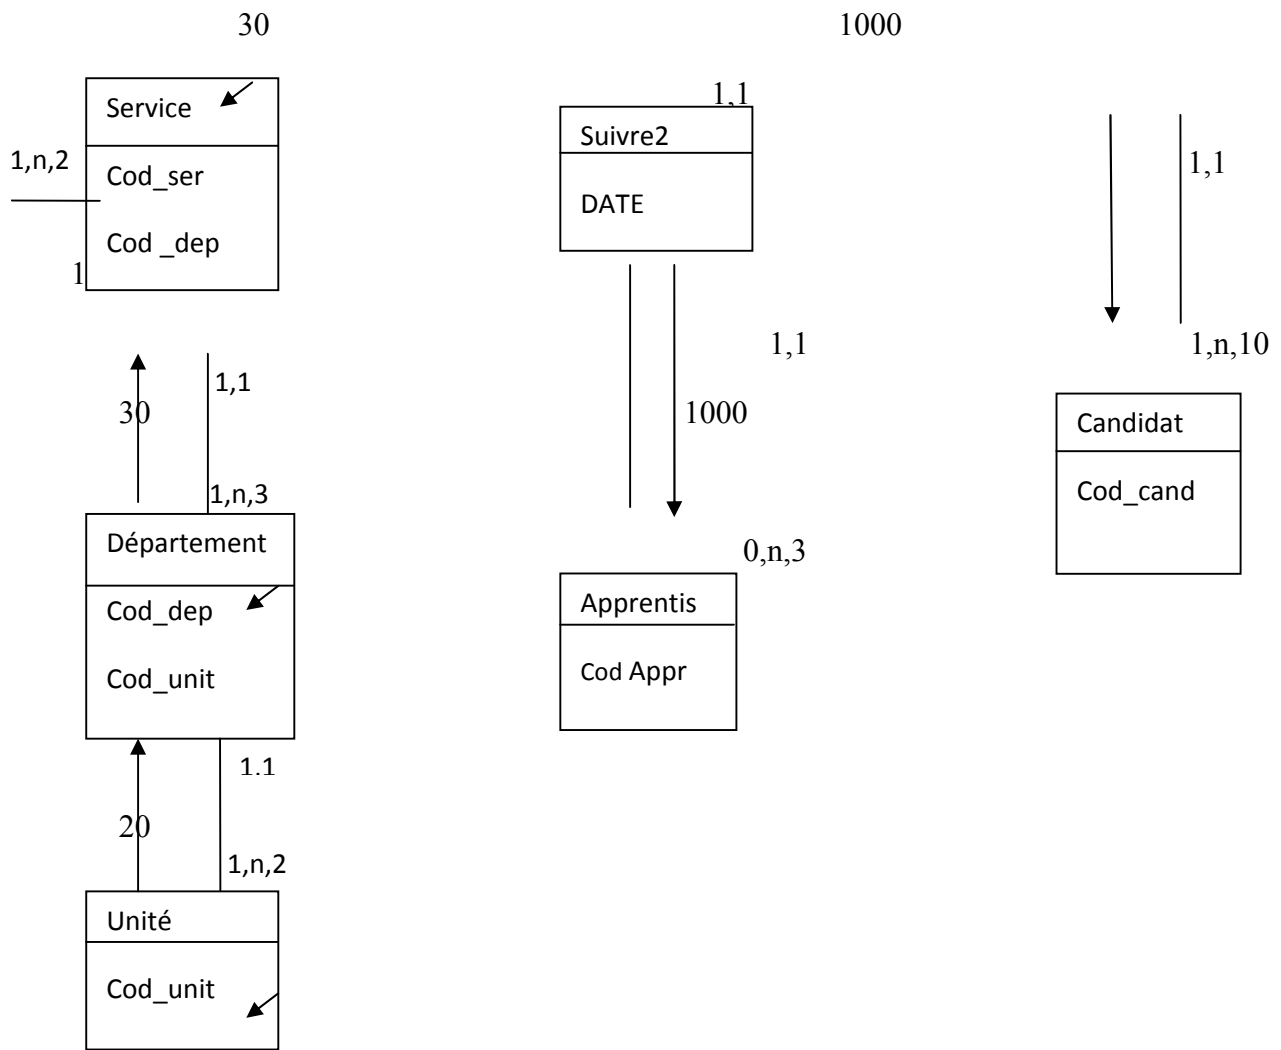 30
1000
Service
1,n,2
Cod_ser
Cod _dep
1
1,1
Suivre2
DATE
1,1
1,1
1,n,10
30
1,1
1000
Candidat
Cod_cand
1,n,3
Département
Cod_dep
Cod_unit
0,n,3
Apprentis
Cod Appr
1,1
20
1,n,2
Unité
Cod_unit